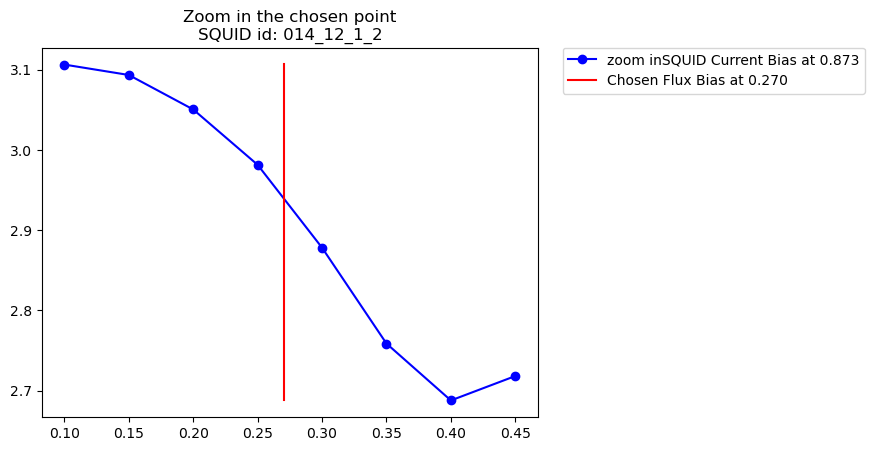 Zoom in the chosen point
SQUID id: 014_12_1_2
zoom inSQUID Current Bias at 0.873
Chosen Flux Bias at 0.270
3.1
3.0
2.9
2.8
2.7
0.10 0.15 0.20 0.25 0.30 0.35 0.40 0.45